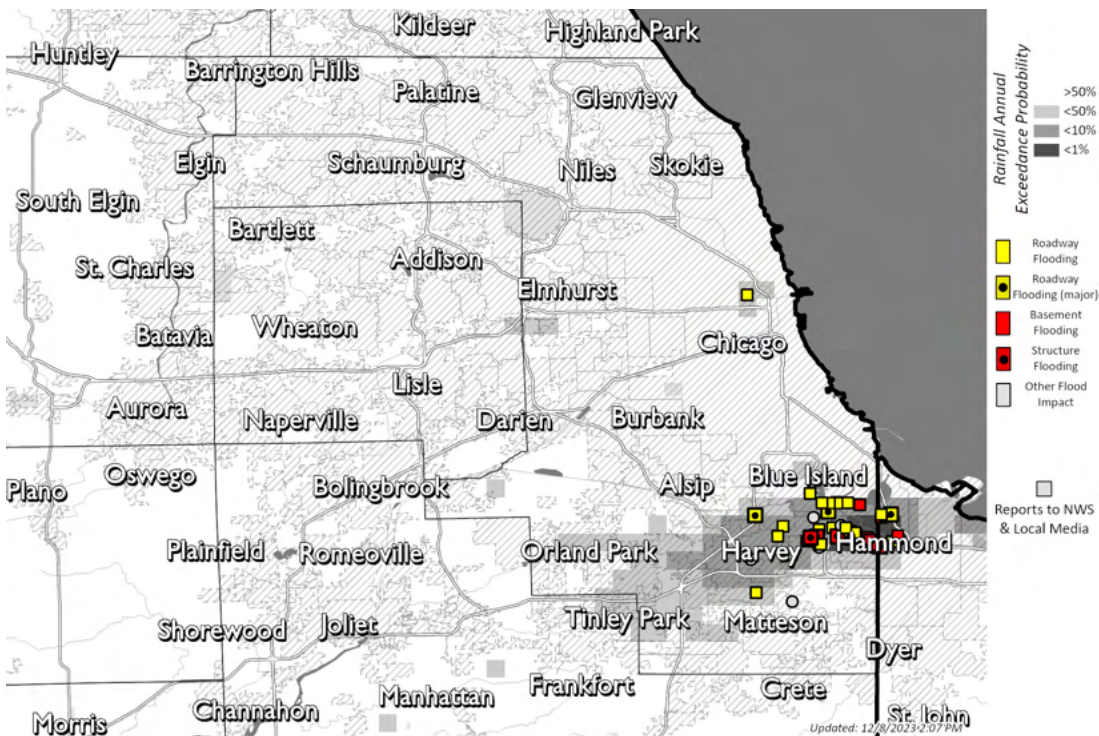 Kildeer
Highland Park
Huntley
Barrington Hills
Palatine
Glenview
Elgin
Schaumburg
Niles
Skokie
South Elgin
Bartlett
St. Charles
Addison
Elmhurst
Batavia
Wheaton
Chicago
Lisle
Aurora
Naperville
Darien
Burbank
Plano
Oswego
Bolingbrook
Alsip
Blue Island
Plainfield
Romeoville
Orland Park
Harvey
Hammond
Shorewood
Joliet
Tinley Park
Matteson
Dyer
Morris
Channahon
Manhattan
Frankfort
Crete
St. John
Updated: 12/8/2023 2:07 PM
Rainfall Annual
Exceedance Probability
>50%
<50%
<10%
<1%
Roadway
Flooding
Roadway
Flooding (major)
Basement
Flooding
Structure
Flooding
Other Flood
Impact
Reports to NWS
& Local Media